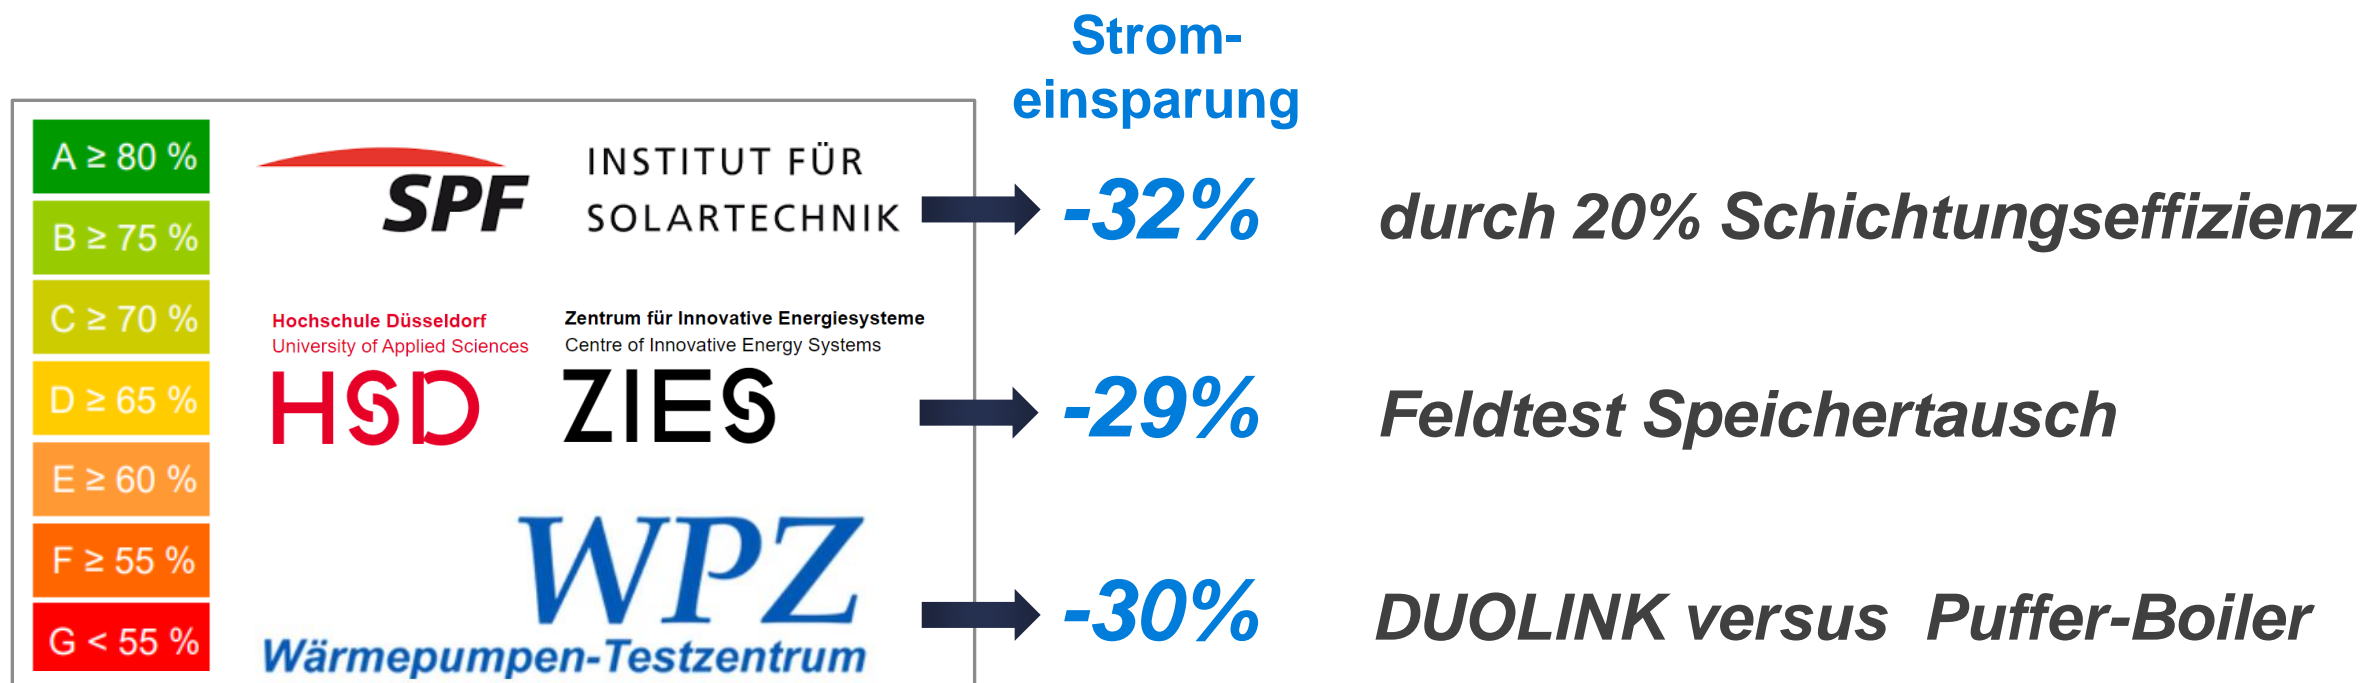 Strom-
einsparung
A ≥ 80 %
B ≥ 75 %
C ≥ 70 %
D ≥ 65 %
E ≥ 60 %
F ≥ 55 %
G < 55 %
SPF
INSTITUT FÜR
SOLARTECHNIK
-32%
durch 20% Schichtungseffizienz
Hochschule Düsseldorf
University of Applied Sciences
HSD
Zentrum für Innovative Energiesysteme
Centre of Innovative Energy Systems
ZIES
-29%
Feldtest Speichertausch
WPZ
Wärmepumpen-Testzentrum
-30%
DUOLINK versus Puffer-Boiler